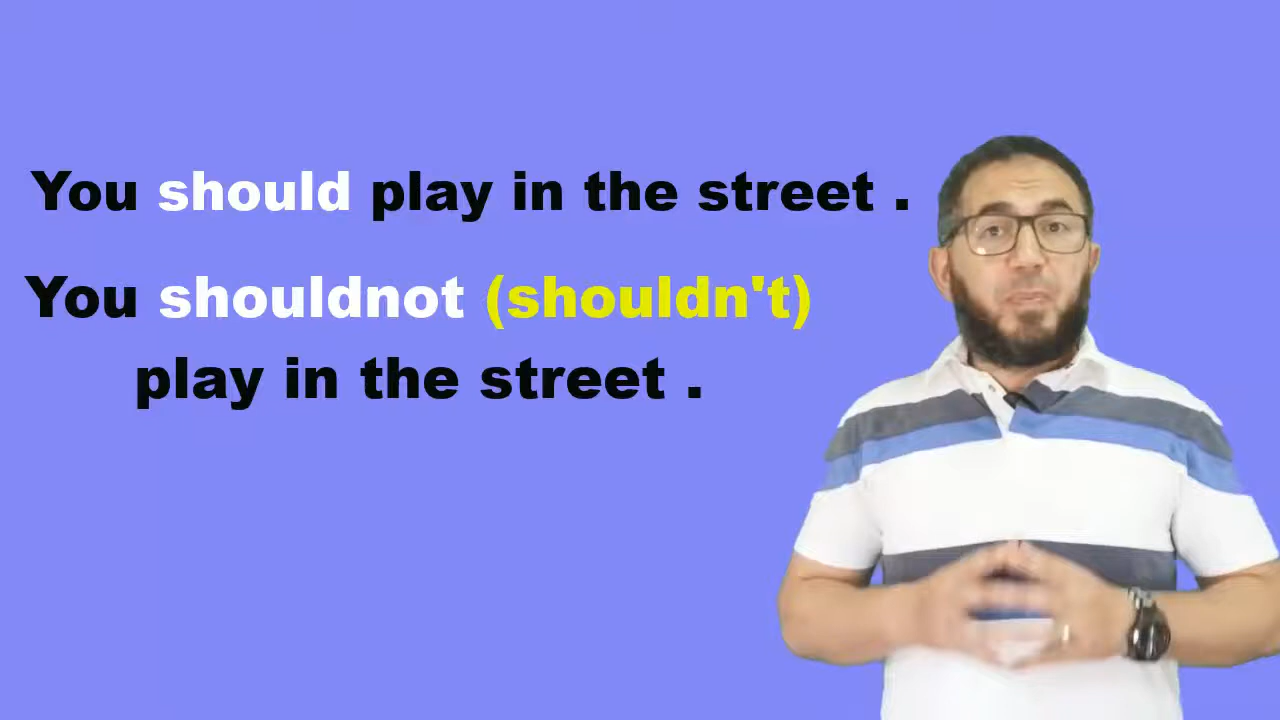 You should play in the street .
You shouldnot (shouldn't)
play in the street .